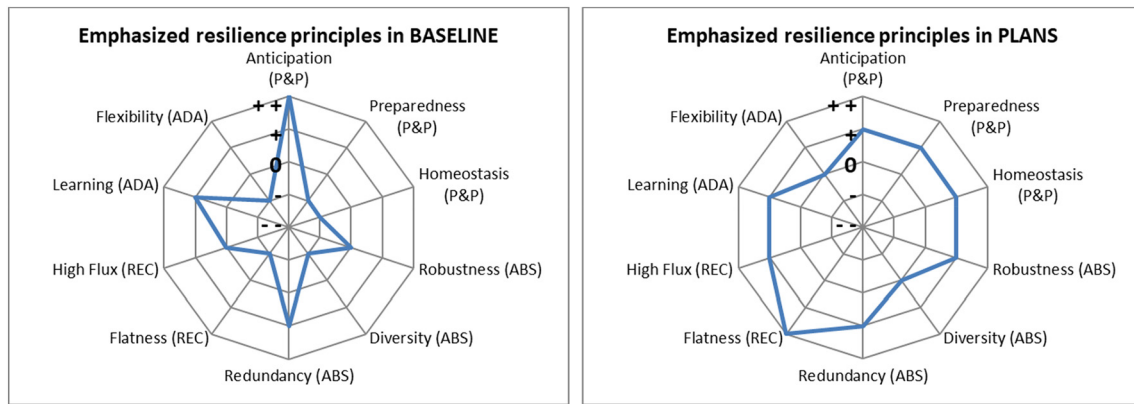 Emphasized resilience principles in BASELINE
Anticipation
(P&P)
Preparedness
(P&P)
Homeostasis
(P&P)
Robustness (ABS)
Diversity (ABS)
Redundancy (ABS)
Flatness (REC)
High Flux (REC)
Learning (ADA)
Flexibility (ADA)
+ +
+
0
-
- -
Emphasized resilience principles in PLANS
Anticipation
(P&P)
Preparedness
(P&P)
Homeostasis
(P&P)
Robustness (ABS)
Diversity (ABS)
Redundancy (ABS)
Flatness (REC)
High Flux (REC)
Learning (ADA)
Flexibility (ADA)
+ +
+
0
-
- -